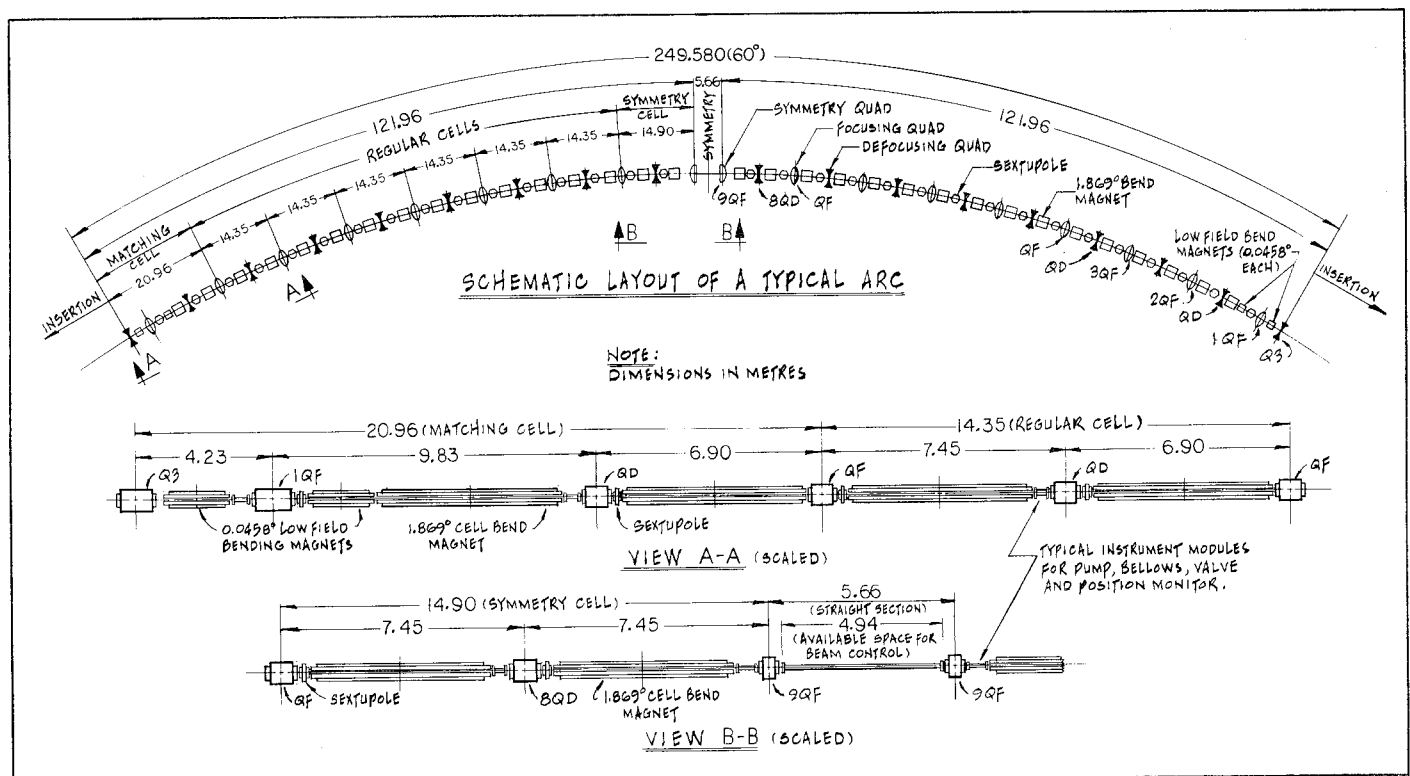 249.580(60°)
5.66
121.96
SYMMETRY
CELL
SYMMETRY
121.96
REGULAR CELLS
14.35
14.35
14.35
14.35
14.35
14.35
14.90
SYMMETRY QUAD
FOCUSING QUAD
DEFOCUSING QUAD
SEXTUPOLE
1.869° BEND
MAGNET
9QF
8QD
QF
MATCHING
CELL
20.96
INSERTION
A
A
B
B
QF
QD
3QF
2QF
QD
1QF
Q3
LOW FIELD BEND
MAGNETS (0.0458°
EACH)
INSERTION
SCHEMATIC LAYOUT OF A TYPICAL ARC
NOTE:
DIMENSIONS IN METRES
20.96 (MATCHING CELL)
14.35 (REGULAR CELL)
4.23
9.83
6.90
7.45
6.90
Q3
1QF
QD
QF
QD
QF
0.0458° LOW FIELD
BENDING MAGNETS
1.869° CELL BEND
MAGNET
SEXTUPOLE
VIEW A-A (SCALED)
TYPICAL INSTRUMENT MODULES
FOR PUMP, BELLOWS, VALVE
AND POSITION MONITOR.
14.90 (SYMMETRY CELL)
5.66
(STRAIGHT SECTION)
7.45
7.45
4.94
(AVAILABLE SPACE FOR
BEAM CONTROL)
QF
SEXTUPOLE
8QD
1.869° CELL BEND
MAGNET
9QF
9QF
VIEW B-B (SCALED)